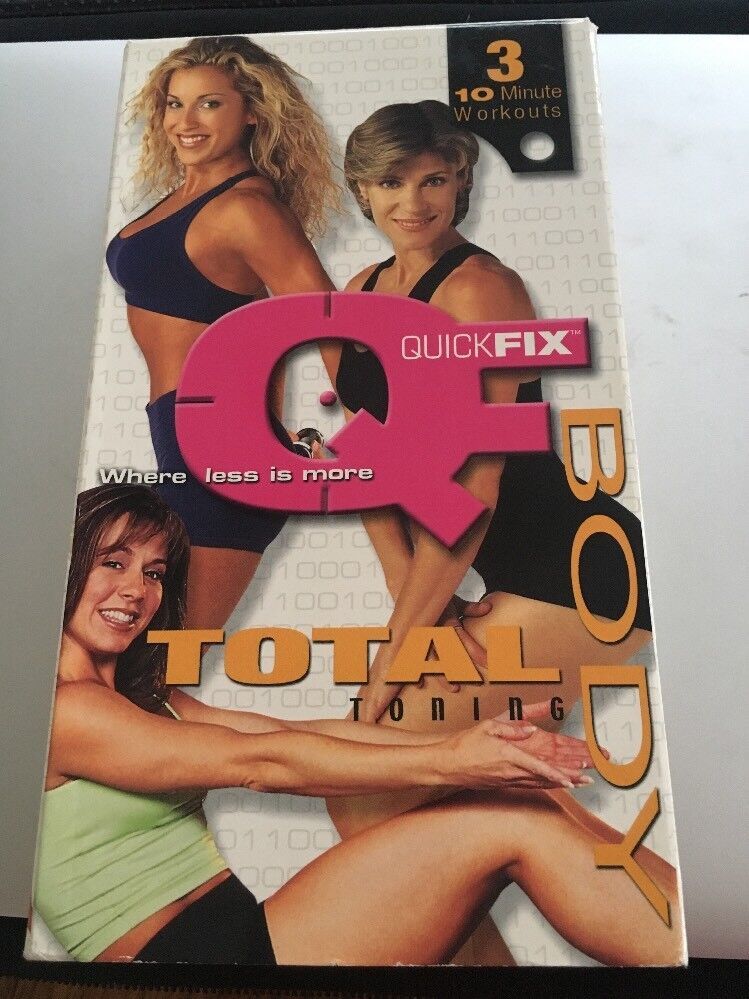 3
10 Minute
Workouts
QUICKFIX™
Where less is more
TOTAL
BODY
TONING